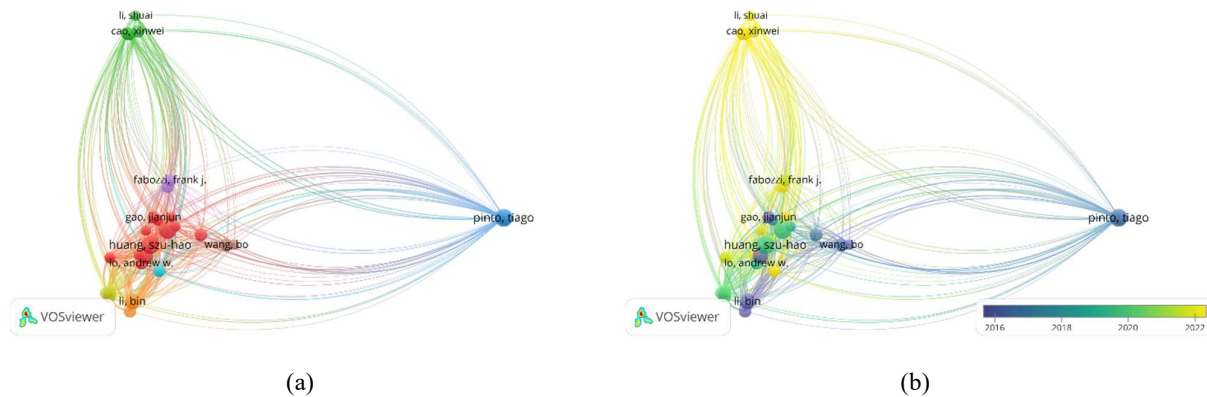 li, shuai
cao, xinwei
fabozzi, frank j.
gao, jianjun
pinto, tiago
huang, szu-hao
wang, bo
lo, andrew w.
li, bin
VOSviewer
(a)
li, shuai
cao, xinwei
fabozzi, frank j.
gao, jianjun
pinto, tiago
huang, szu-hao
wang, bo
lo, andrew w.
li, bin
VOSviewer
2016 2018 2020 2022
(b)